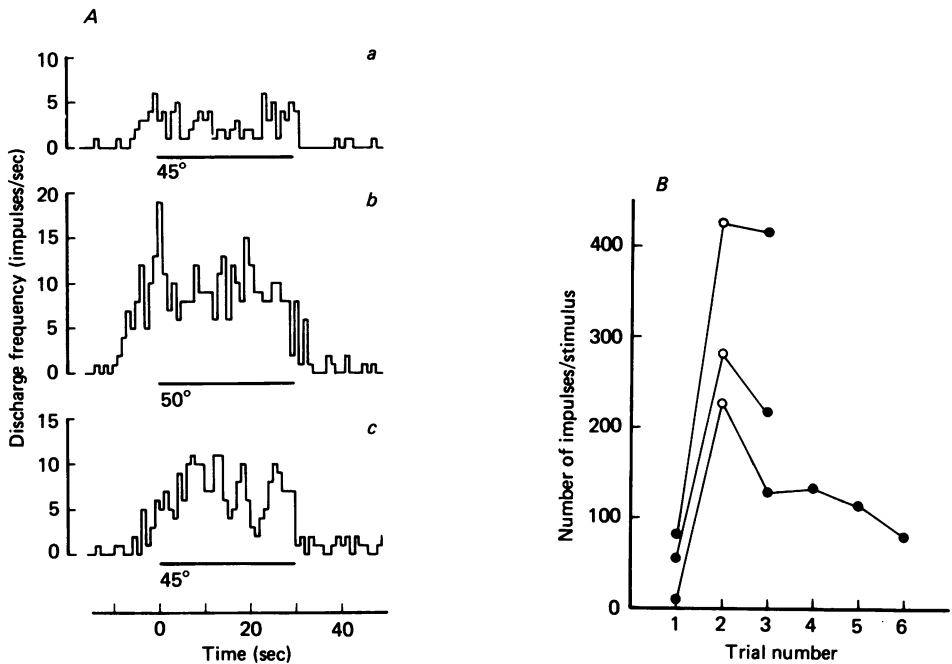 A
a
10
5
0
45°
b
20
15
10
5
0
50°
c
15
10
5
0
45°
Discharge frequency (impulses/sec)
0 20 40
Time (sec)
B
400
300
200
100
0
Number of impulses/stimulus
1 2 3 4 5 6
Trial number